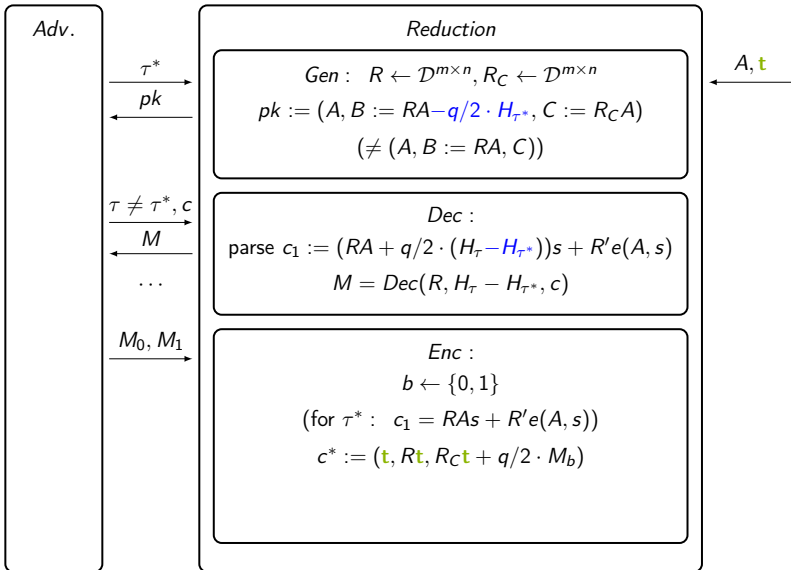 Adv.
Reduction
Gen : R ← 𝒟^{m×n}, R_C ← 𝒟^{m×n}
pk := (A, B := RA−q/2 · H_{τ*}, C := R_C A)
(≠ (A, B := RA, C))
τ*
pk
A, t
Dec :
parse c_1 := (RA + q/2 · (H_τ−H_{τ*}))s + R′e(A, s)
M = Dec(R, H_τ − H_{τ*}, c)
τ ≠ τ*, c
M
...
M_0, M_1
Enc :
b ← {0, 1}
(for τ* : c_1 = RAs + R′e(A, s))
c* := (t, Rt, R_C t + q/2 · M_b)